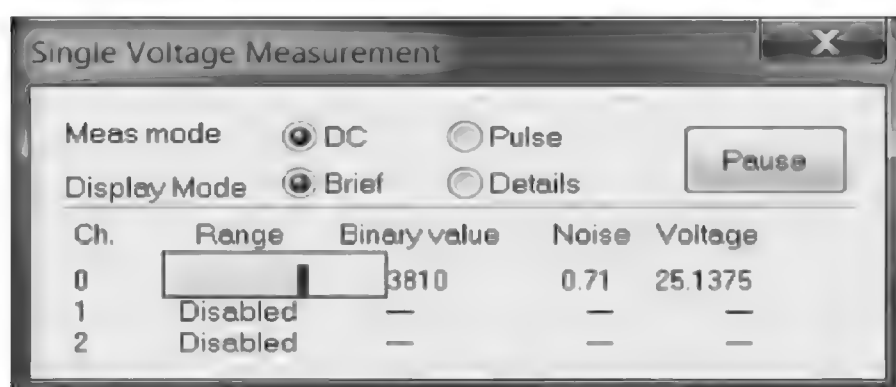 Single Voltage Measurement
Meas mode DC Pulse
Pause
Display Mode Brief Details
Ch. Range Binary value Noise Voltage
0 3810 0.71 25.1375
1 Disabled — — —
2 Disabled — — —